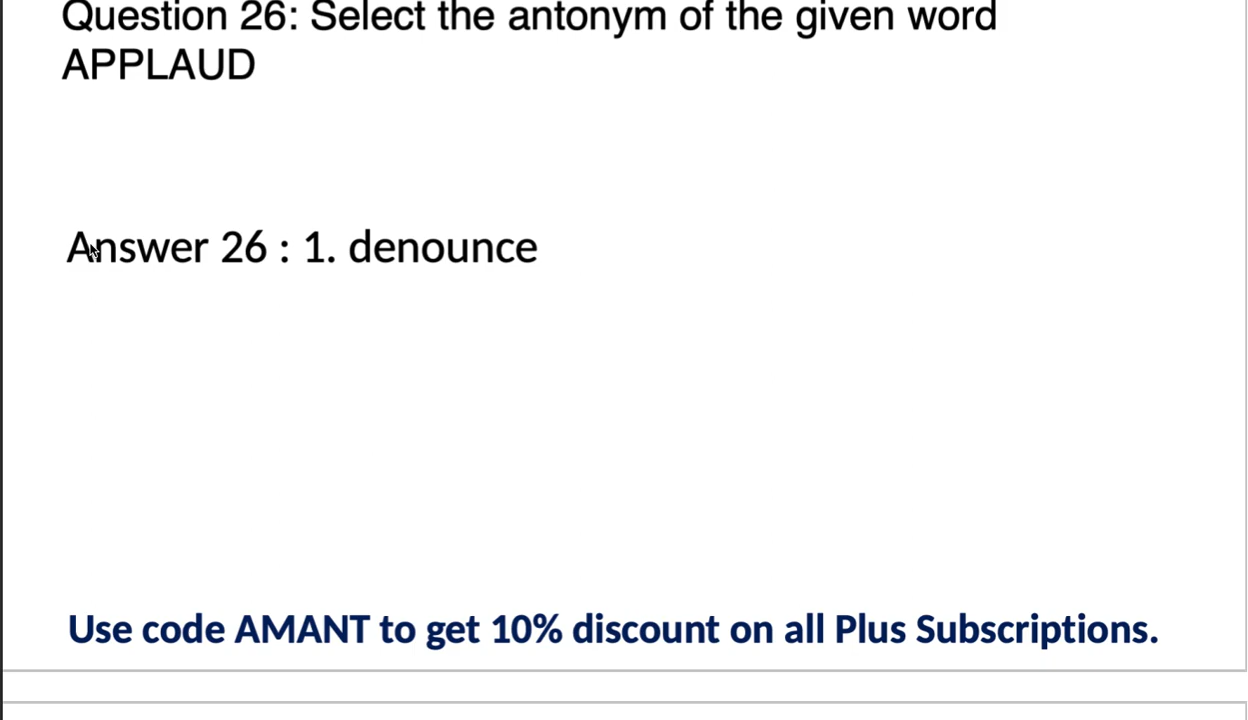 Question 26: Select the antonym of the given word
APPLAUD
Answer 26 : 1. denounce
Use code AMANT to get 10% discount on all Plus Subscriptions.